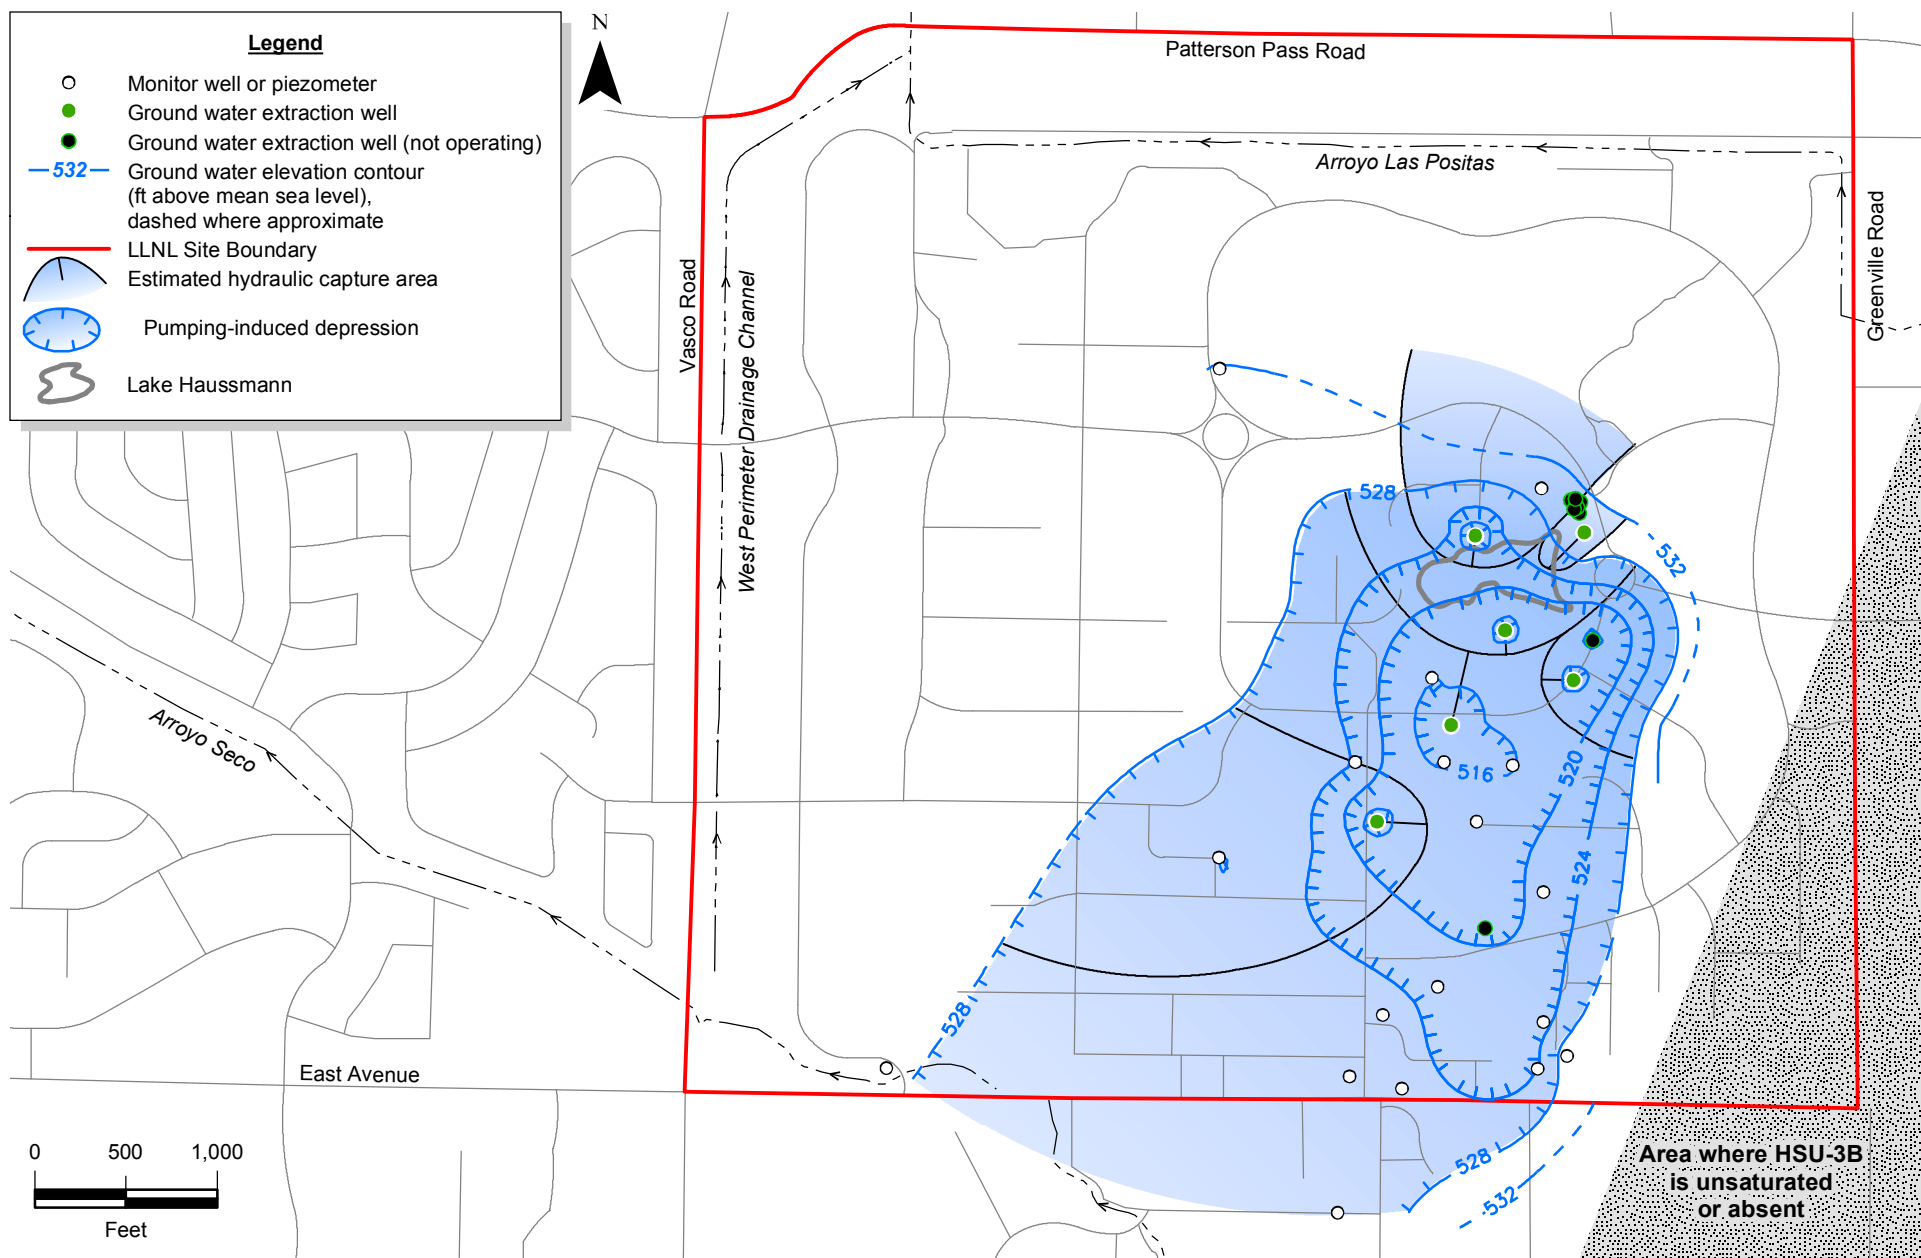 Legend
Monitor well or piezometer
Ground water extraction well
Ground water extraction well (not operating)
532
Ground water elevation contour
(ft above mean sea level),
dashed where approximate
LLNL Site Boundary
Estimated hydraulic capture area
Pumping-induced depression
Lake Haussmann
N
Patterson Pass Road
Arroyo Las Positas
Greenville Road
Vasco Road
West Perimeter Drainage Channel
528
532
Arroyo Seco
516
520
524
528
East Avenue
528
532
0 500 1,000
Feet
Area where HSU-3B
is unsaturated
or absent